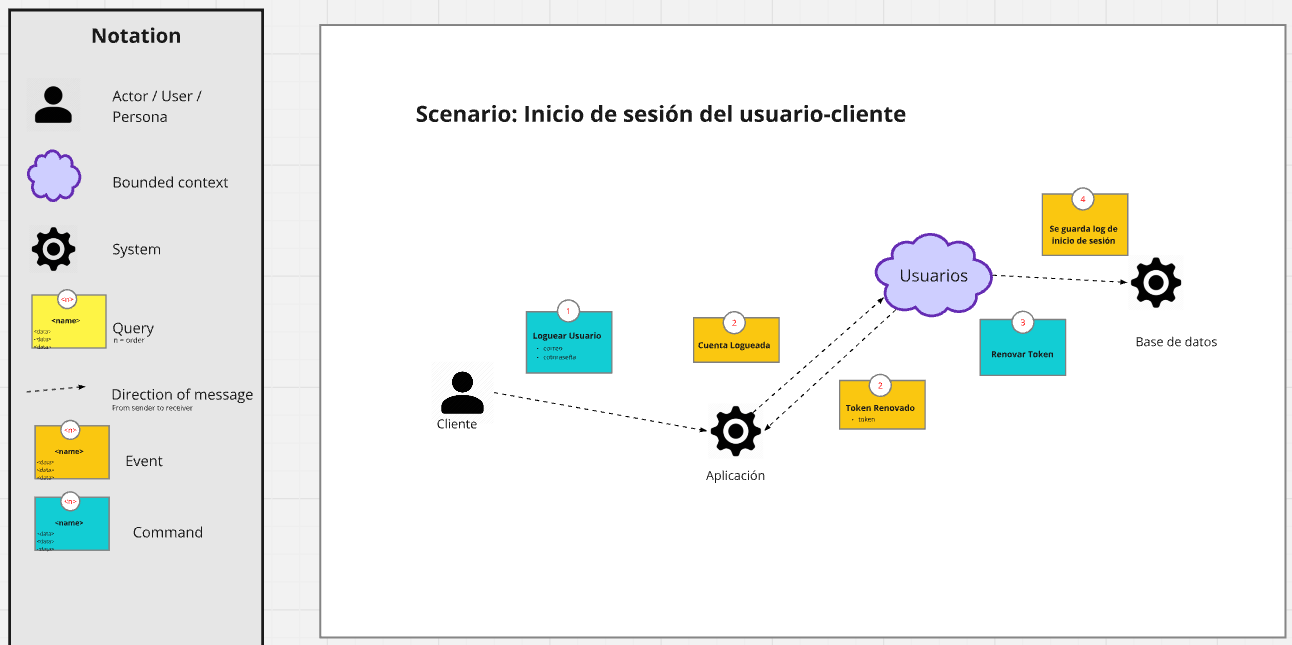 Notation
Actor / User /
Persona
Bounded context
System
<n>
<name>
<data>
<data>
<data>
Query
n = order
Direction of message
From sender to receiver
<n>
<name>
<data>
<data>
<data>
Event
<n>
<name>
<data>
<data>
<data>
Command
Scenario: Inicio de sesión del usuario-cliente
1
Loguear Usuario
• correo
• contraseña
Cliente
2
Cuenta Logueada
Aplicación
2
Token Renovado
• token
Usuarios
3
Renovar Token
4
Se guarda log de
inicio de sesión
Base de datos